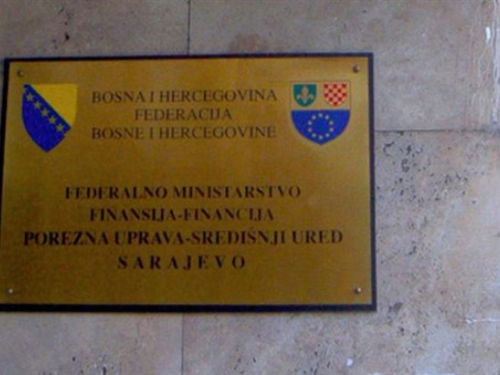 BOSNA I HERCEGOVINA
FEDERACIJA
BOSNE I HERCEGOVINE
FEDERALNO MINISTARSTVO
FINANSIJA-FINANCIJA
POREZNA UPRAVA-SREDIŠNJI URED
SARAJEVO